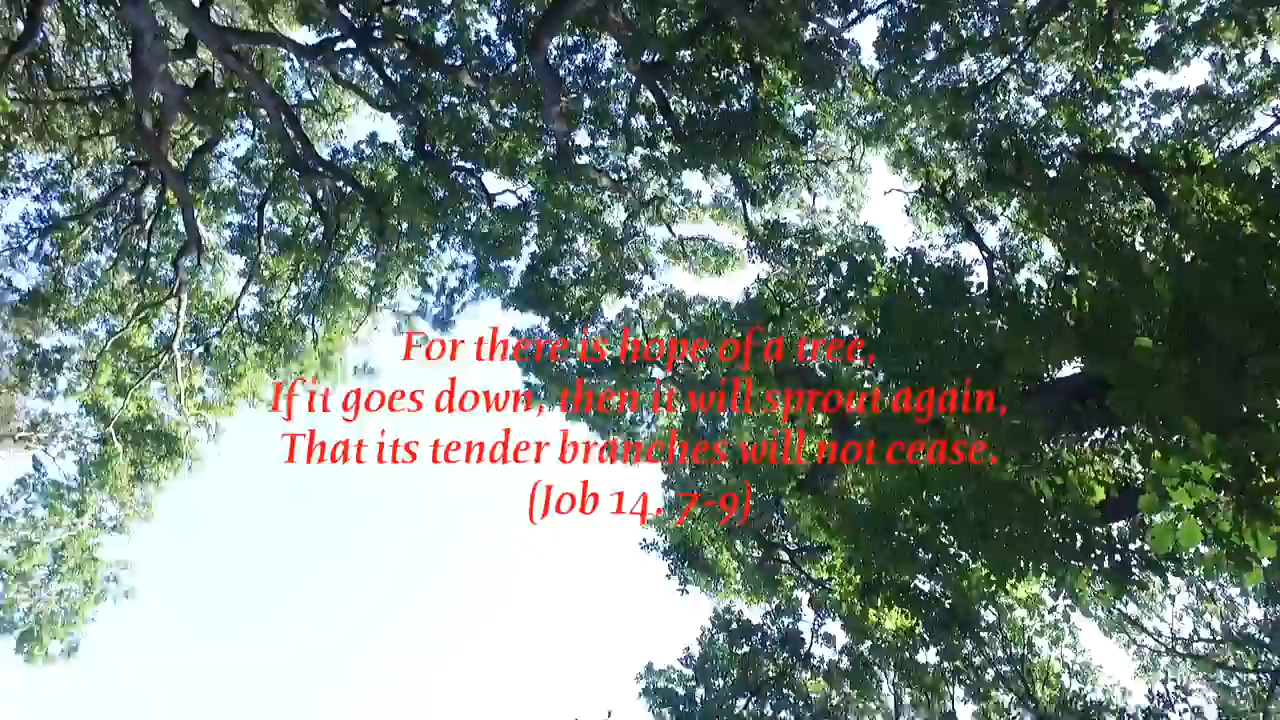 For there is hope of a tree,
If it goes down, then it will sprout again,
That its tender branches will not cease.
(Job 14. 7-9)